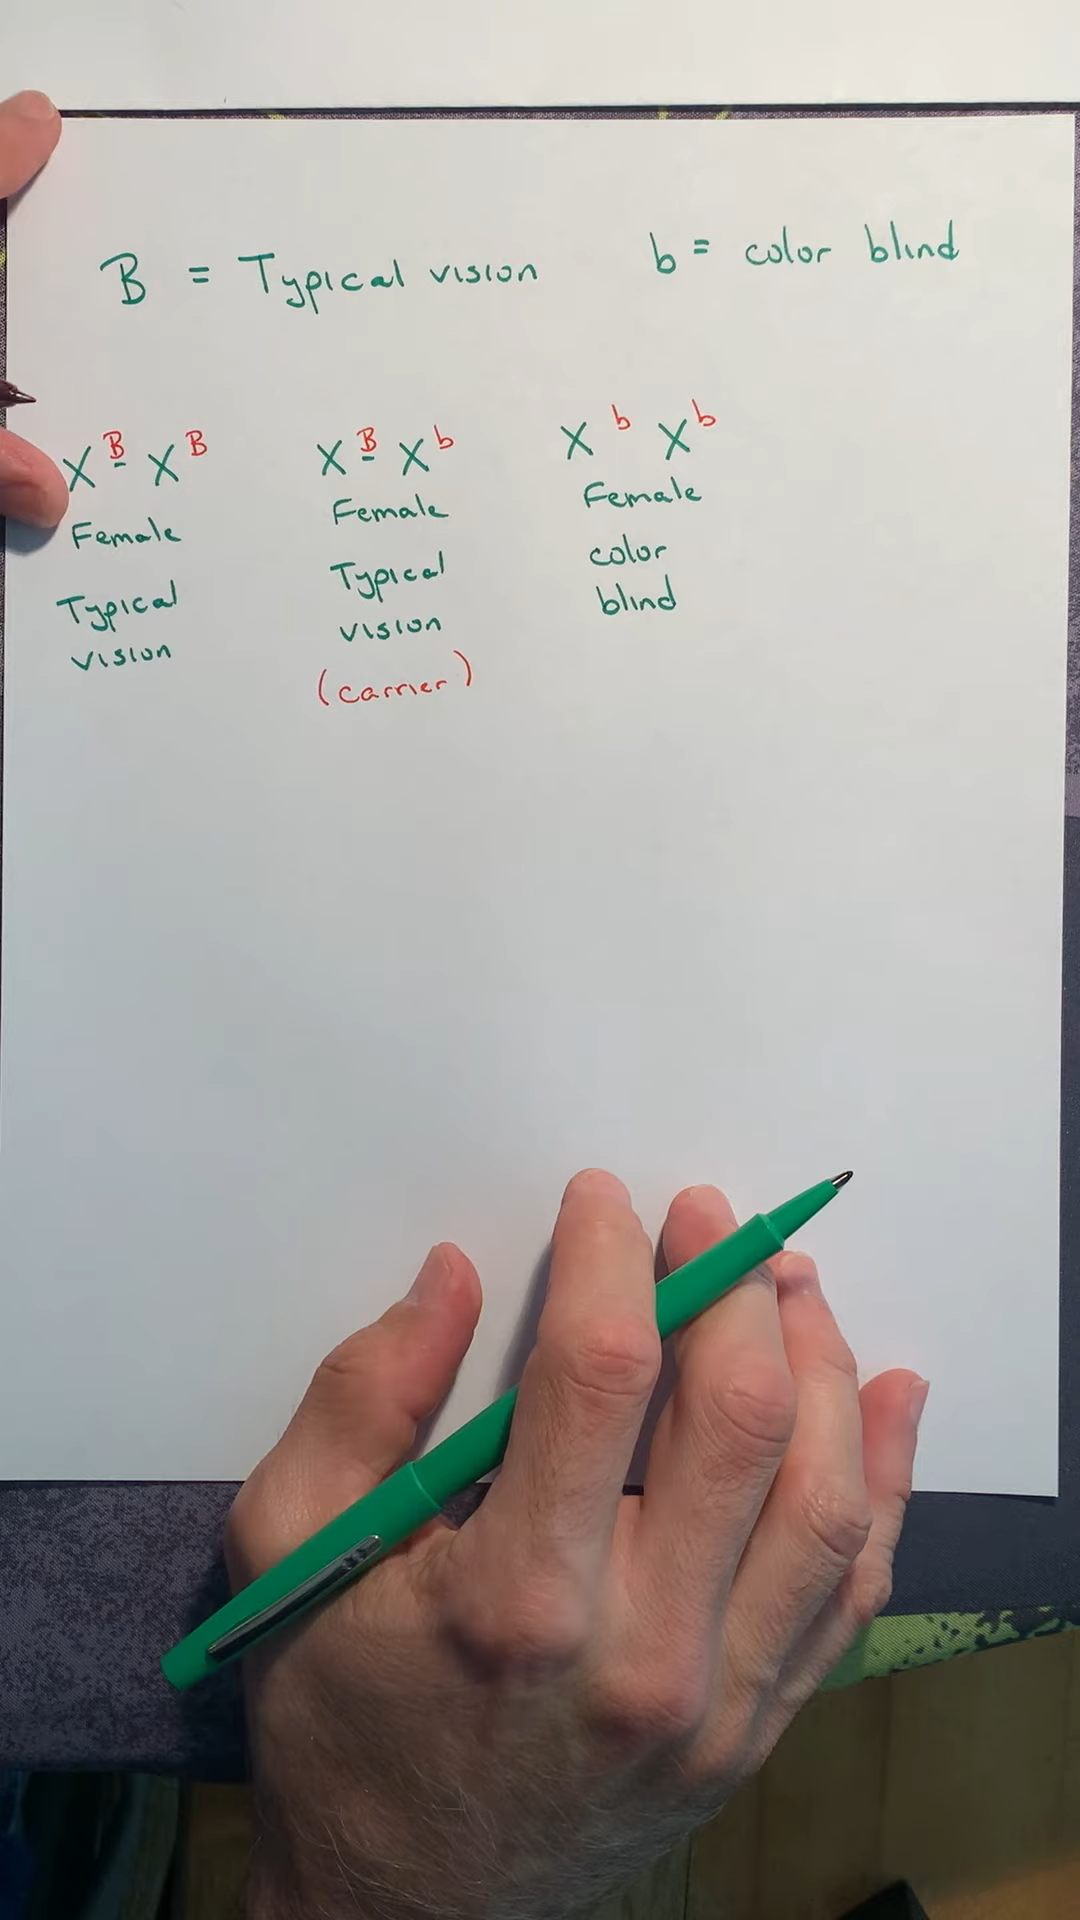 B = Typical vision
b = color blind
X^B X^B
Female
Typical
vision
X^B X^b
Female
Typical
vision
(carrier)
X^b X^b
Female
color
blind